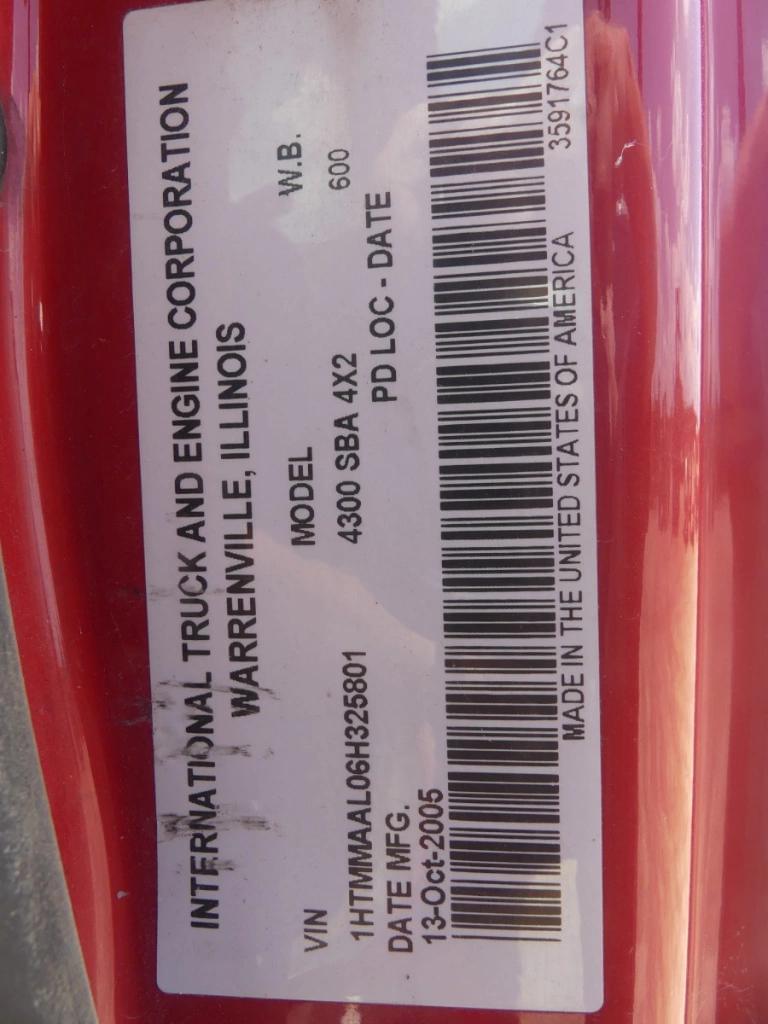 INTERNATIONAL TRUCK AND ENGINE CORPORATION
WARRENVILLE, ILLINOIS
VIN MODEL W.B.
1HTMMAAL06H325801 4300 SBA 4X2 600
DATE MFG. PD LOC - DATE
13-Oct-2005
MADE IN THE UNITED STATES OF AMERICA 3591764C1